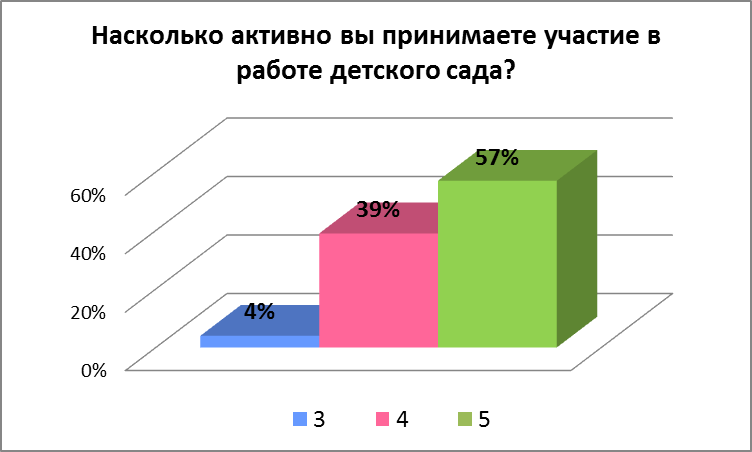 Насколько активно вы принимаете участие в
работе детского сада?
57%
39%
4%
60%
40%
20%
0%
3 4 5